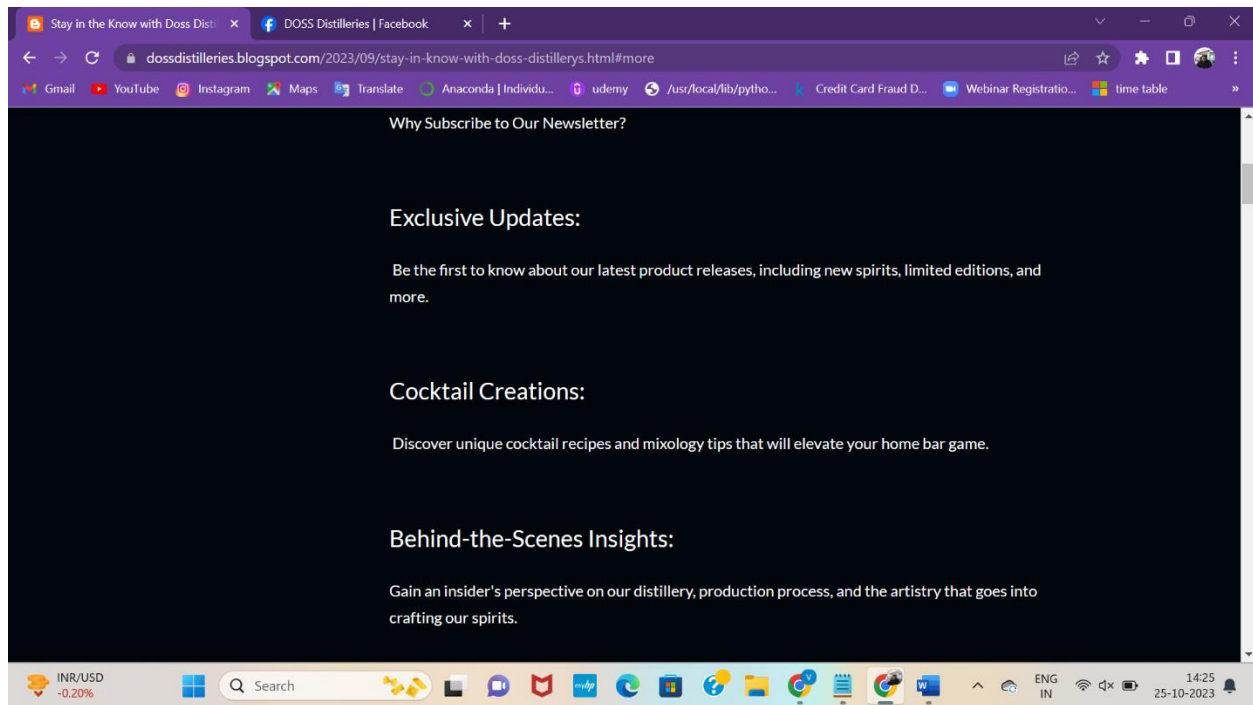 Stay in the Know with Doss Disti
DOSS Distilleries | Facebook
dossdistilleries.blogspot.com/2023/09/stay-in-know-with-doss-distillerys.html#more
Gmail YouTube Instagram Maps Translate Anaconda | Individu... udemy /usr/local/lib/pytho... Credit Card Fraud D... Webinar Registratio... time table »
Why Subscribe to Our Newsletter?
Exclusive Updates:
Be the first to know about our latest product releases, including new spirits, limited editions, and
more.
Cocktail Creations:
Discover unique cocktail recipes and mixology tips that will elevate your home bar game.
Behind-the-Scenes Insights:
Gain an insider's perspective on our distillery, production process, and the artistry that goes into
crafting our spirits.
INR/USD
-0.20%
Search
myhp
ENG
IN
14:25
25-10-2023